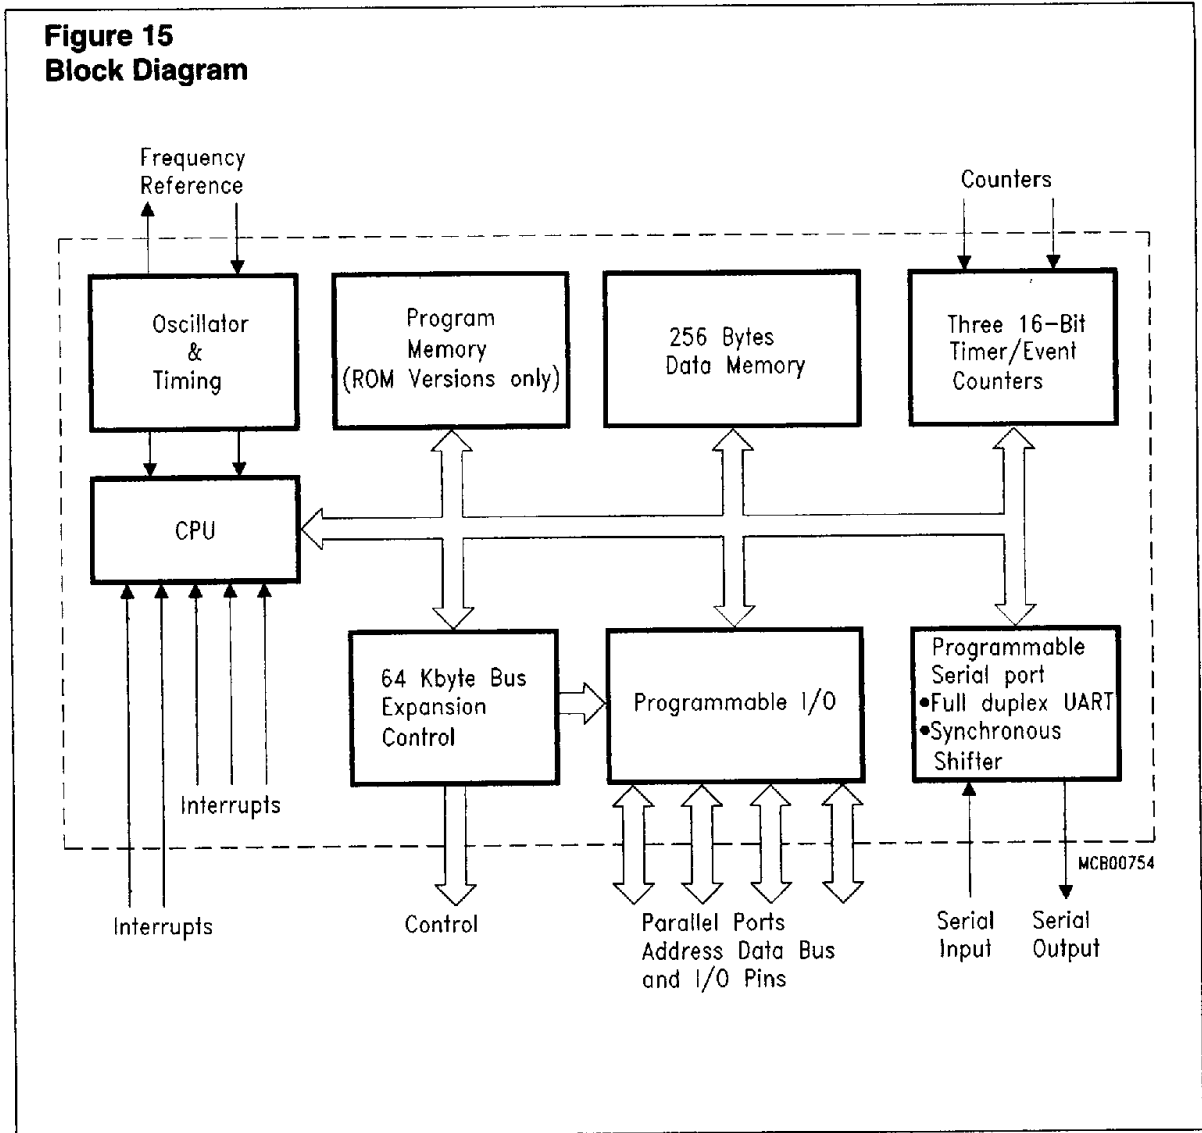 Figure 15
Block Diagram
Frequency
Reference
Counters
Oscillator
&
Timing
Program
Memory
(ROM Versions only)
256 Bytes
Data Memory
Three 16-Bit
Timer/Event
Counters
CPU
64 Kbyte Bus
Expansion
Control
Programmable I/O
Programmable
Serial port
•Full duplex UART
•Synchronous
Shifter
Interrupts
MCB00754
Interrupts
Control
Parallel Ports
Address Data Bus
and I/O Pins
Serial
Input
Serial
Output